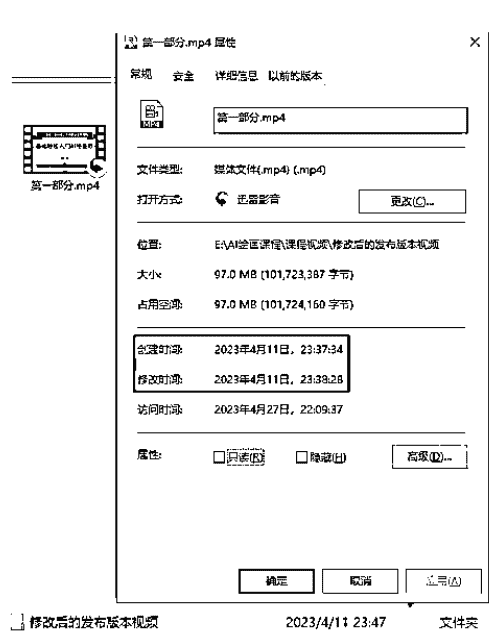 第一部分.mp4 属性
常规 安全 详细信息 以前的版本
MP4
第一部分.mp4
第一部分.mp4
文件类型: 媒体文件(.mp4) (.mp4)
打开方式: 迅雷影音 更改(C)...
位置: E:\AI绘画课程\课程视频\修改后的发布版本视频
大小: 97.0 MB (101,723,387 字节)
占用空间: 97.0 MB (101,724,160 字节)
创建时间: 2023年4月11日，23:37:34
修改时间: 2023年4月11日，23:38:28
访问时间: 2023年4月27日，22:09:37
属性: 只读(R) 隐藏(H) 高级(D)...
确定 取消 应用(A)
修改后的发布版本视频 2023/4/11 23:47 文件夹